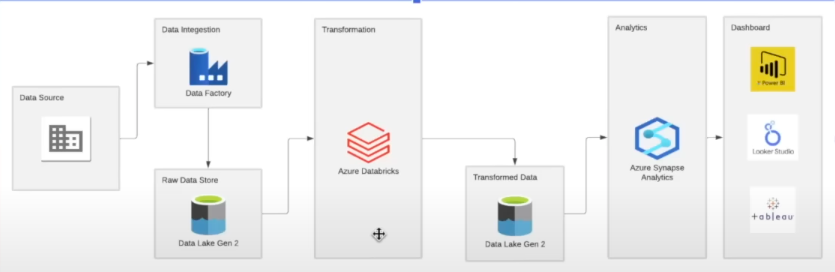 Data Source
Data Integestion
Data Factory
Raw Data Store
Data Lake Gen 2
Transformation
Azure Databricks
Transformed Data
Data Lake Gen 2
Analytics
Azure Synapse
Analytics
Dashboard
Power BI
Looker Studio
+ableau